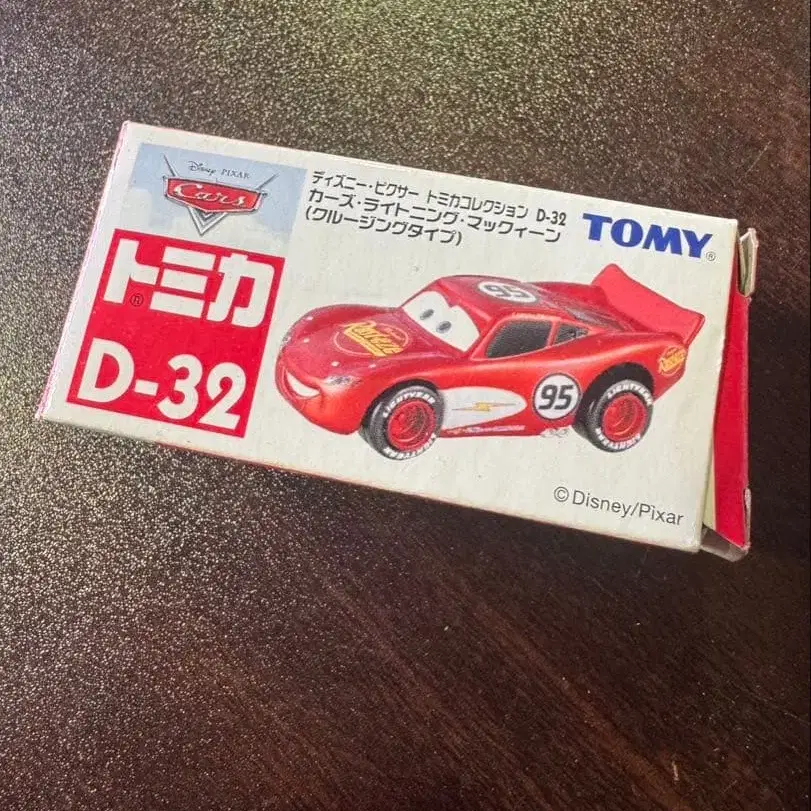 Disney PIXAR
Cars
ディズニー・ピクサー トミカコレクション D-32
カーズ・ライトニング・マックィーン
(クルージングタイプ)
TOMY®
トミカ®
D-32
95
95
LIGHTYEAR
LIGHTYEAR
©Disney/Pixar